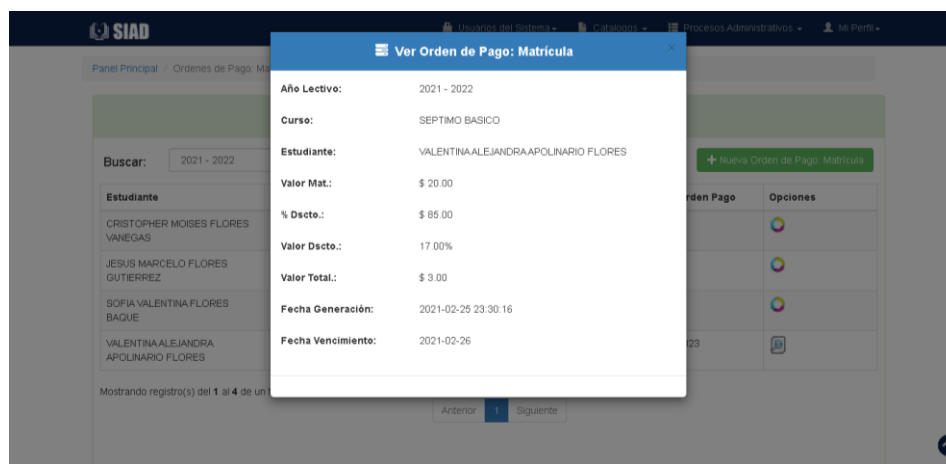 SIAD
Usuarios del Sistema
Catalogos
Procesos Administrativos
Mi Perfil
Panel Principal / Ordenes de Pago: Ma
Ver Orden de Pago: Matrícula
×
Año Lectivo: 2021 - 2022
Curso: SEPTIMO BASICO
Estudiante: VALENTINA ALEJANDRA APOLINARIO FLORES
Valor Mat.: $ 20.00
% Dscto.: $ 85.00
Valor Dscto.: 17.00%
Valor Total.: $ 3.00
Fecha Generación: 2021-02-25 23:30:16
Fecha Vencimiento: 2021-02-26
Buscar: 2021 - 2022
Nueva Orden de Pago: Matrícula
Estudiante
rden Pago
Opciones
CRISTOPHER MOISES FLORES
VANEGAS
JESUS MARCELO FLORES
GUTIERREZ
SOFIA VALENTINA FLORES
BAQUE
VALENTINA ALEJANDRA
APOLINARIO FLORES
123
Mostrando registro(s) del 1 al 4 de un
Anterior 1 Siguiente